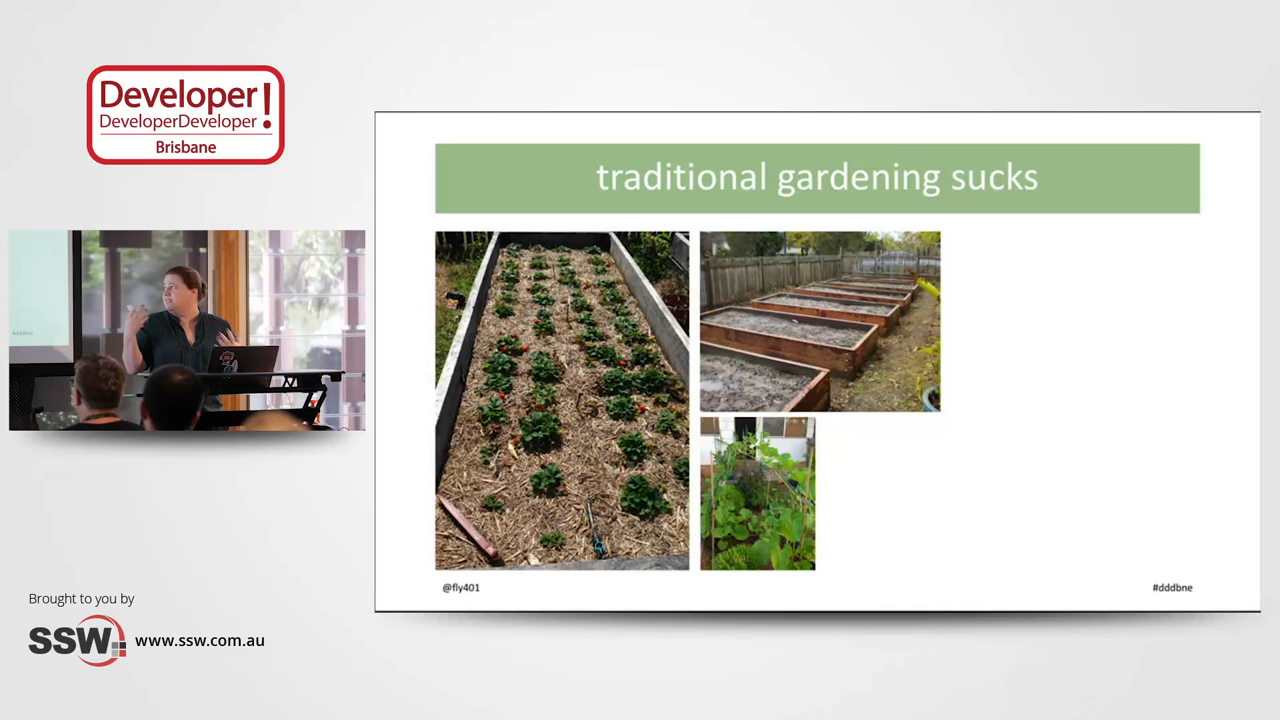 Developer!
DeveloperDeveloper
Brisbane
traditional gardening sucks
@fly401
#dddbne
Brought to you by
SSW
www.ssw.com.au